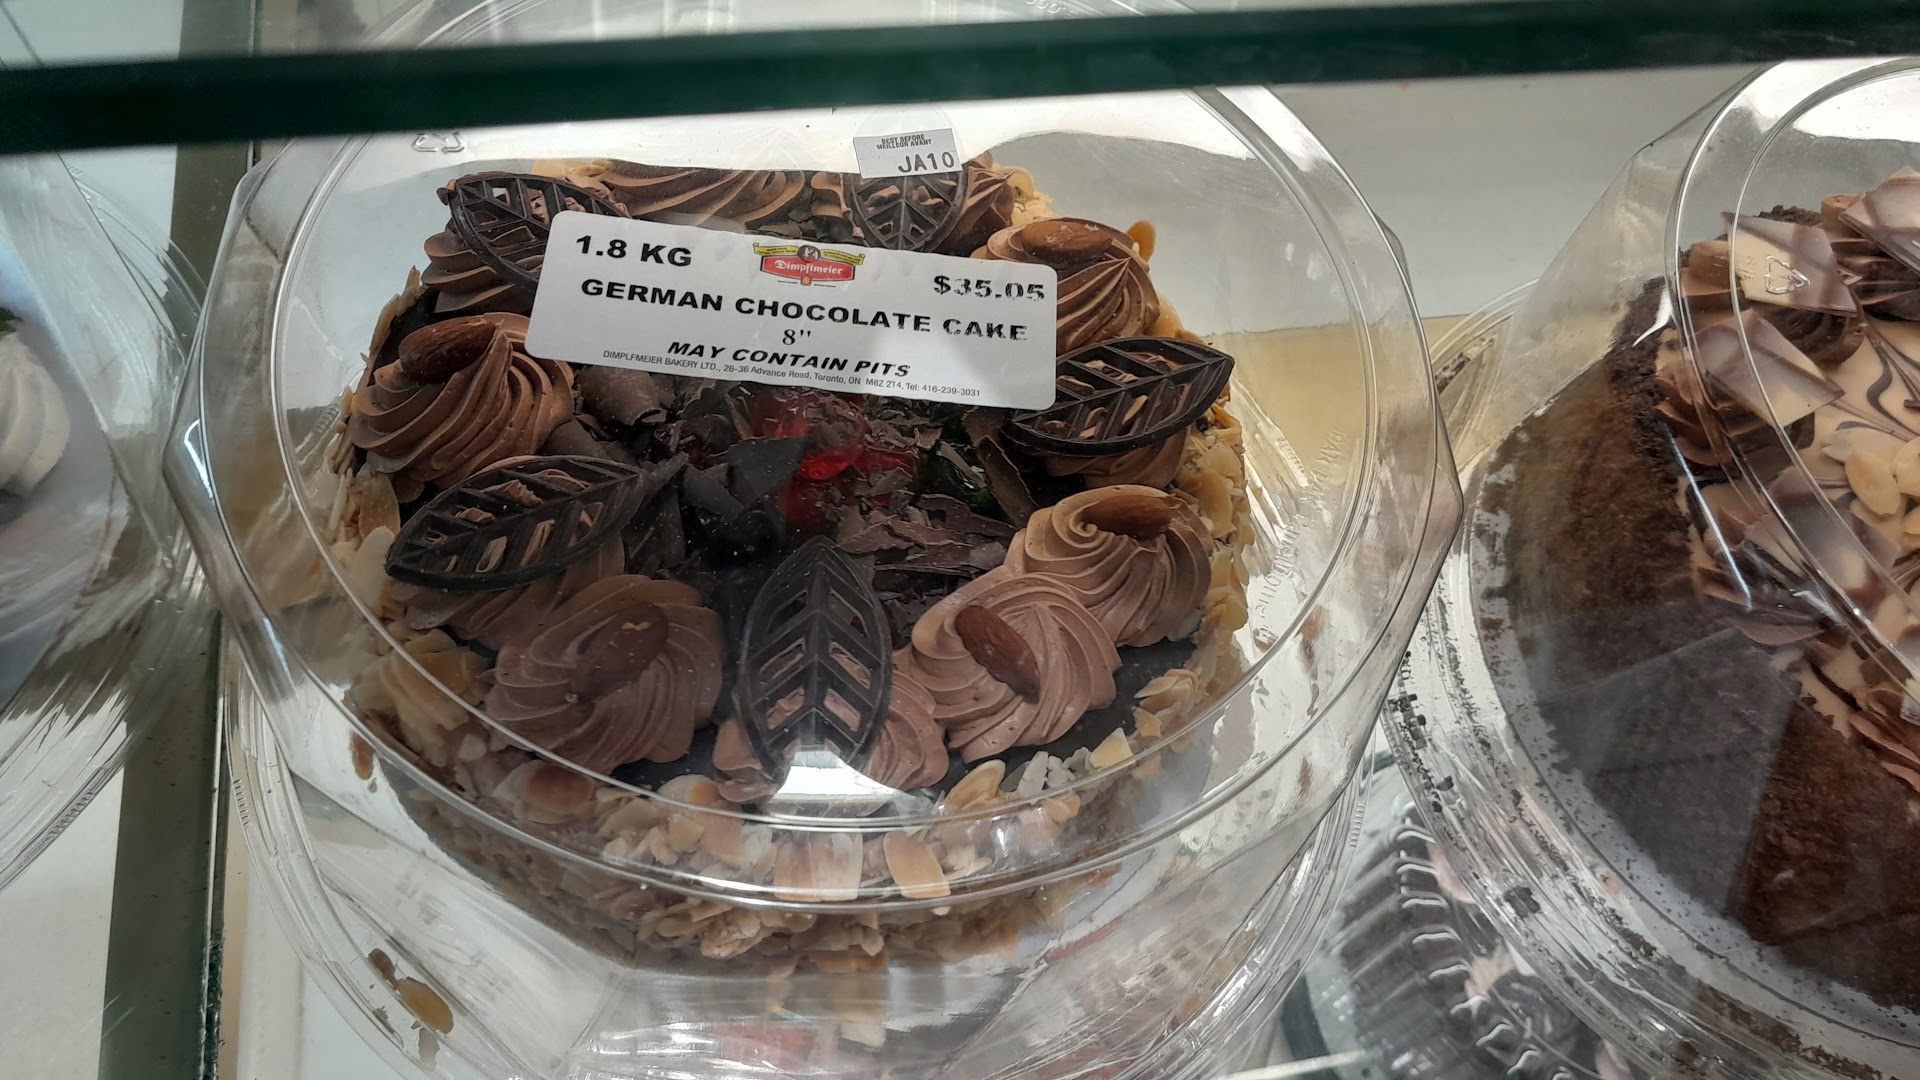 BEST BEFORE
MEILLEUR AVANT
JA10
1.8 KG
Dimpflmeier
$35.05
GERMAN CHOCOLATE CAKE
8"
MAY CONTAIN PITS
DIMPLFMEIER BAKERY LTD., 26-36 Advance Road, Toronto, ON M8Z 2T4, Tel: 416-239-3031